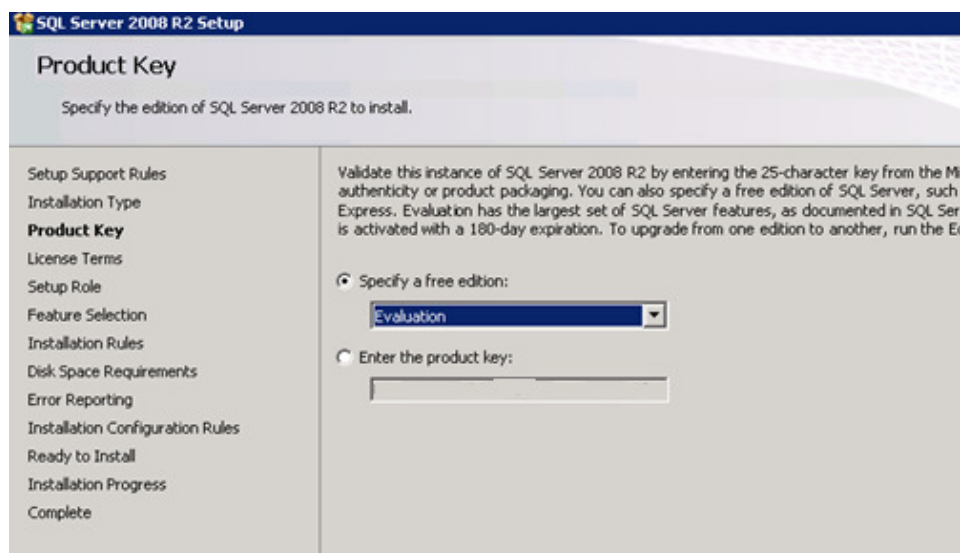 SQL Server 2008 R2 Setup
Product Key
Specify the edition of SQL Server 2008 R2 to install.
Setup Support Rules
Installation Type
Product Key
License Terms
Setup Role
Feature Selection
Installation Rules
Disk Space Requirements
Error Reporting
Installation Configuration Rules
Ready to Install
Installation Progress
Complete
Validate this instance of SQL Server 2008 R2 by entering the 25-character key from the
authenticity or product packaging. You can also specify a free edition of SQL Server, such
Express. Evaluation has the largest set of SQL Server features, as documented in SQL
is activated with a 180-day expiration. To upgrade from one edition to another, run the
Specify a free edition:
Evaluation
Enter the product key: